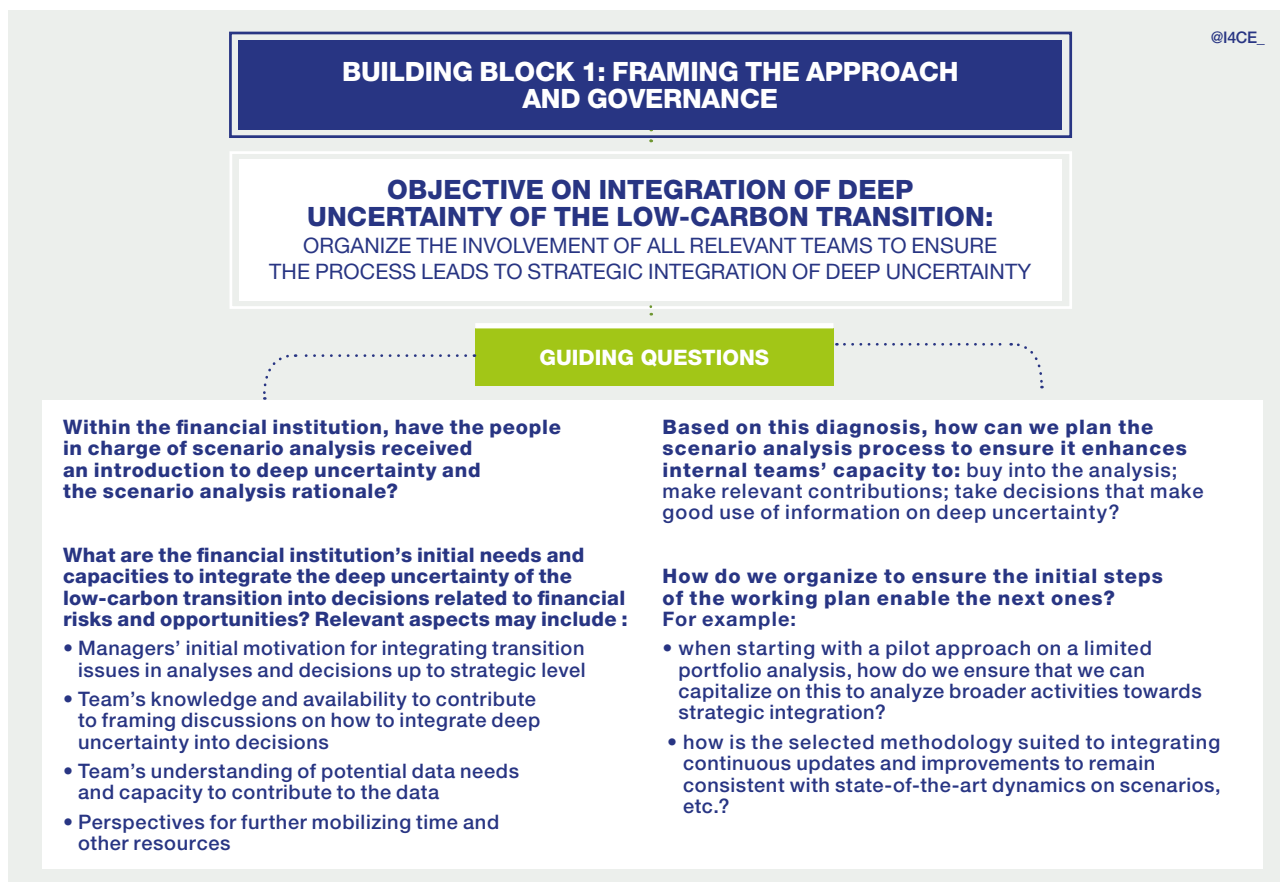 @I4CE_
BUILDING BLOCK 1: FRAMING THE APPROACH
AND GOVERNANCE
OBJECTIVE ON INTEGRATION OF DEEP
UNCERTAINTY OF THE LOW-CARBON TRANSITION:
ORGANIZE THE INVOLVEMENT OF ALL RELEVANT TEAMS TO ENSURE
THE PROCESS LEADS TO STRATEGIC INTEGRATION OF DEEP UNCERTAINTY
GUIDING QUESTIONS
Within the financial institution, have the people
in charge of scenario analysis received
an introduction to deep uncertainty and
the scenario analysis rationale?
What are the financial institution's initial needs and
capacities to integrate the deep uncertainty of the
low-carbon transition into decisions related to financial
risks and opportunities? Relevant aspects may include :
• Managers' initial motivation for integrating transition
issues in analyses and decisions up to strategic level
• Team's knowledge and availability to contribute
to framing discussions on how to integrate deep
uncertainty into decisions
• Team's understanding of potential data needs
and capacity to contribute to the data
• Perspectives for further mobilizing time and
other resources
Based on this diagnosis, how can we plan the
scenario analysis process to ensure it enhances
internal teams' capacity to: buy into the analysis;
make relevant contributions; take decisions that make
good use of information on deep uncertainty?
How do we organize to ensure the initial steps
of the working plan enable the next ones?
For example:
• when starting with a pilot approach on a limited
portfolio analysis, how do we ensure that we can
capitalize on this to analyze broader activities towards
strategic integration?
• how is the selected methodology suited to integrating
continuous updates and improvements to remain
consistent with state-of-the-art dynamics on scenarios,
etc.?